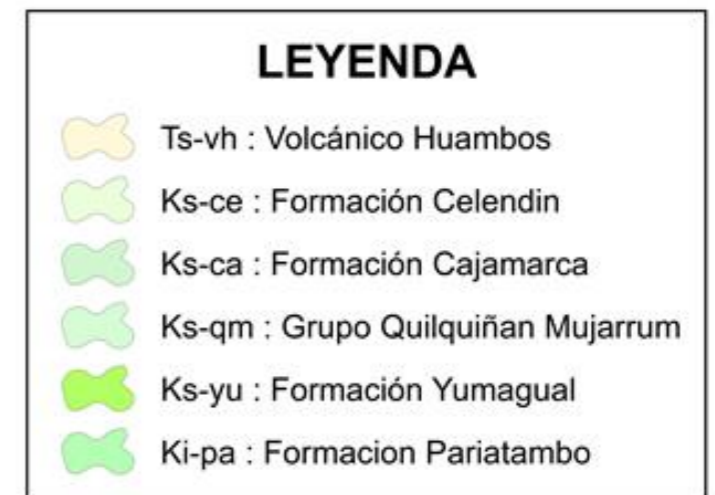 LEYENDA
Ts-vh : Volcánico Huambos
Ks-ce : Formación Celendin
Ks-ca : Formación Cajamarca
Ks-qm : Grupo Quilquiñan Mujarrum
Ks-yu : Formación Yumagual
Ki-pa : Formacion Pariatambo